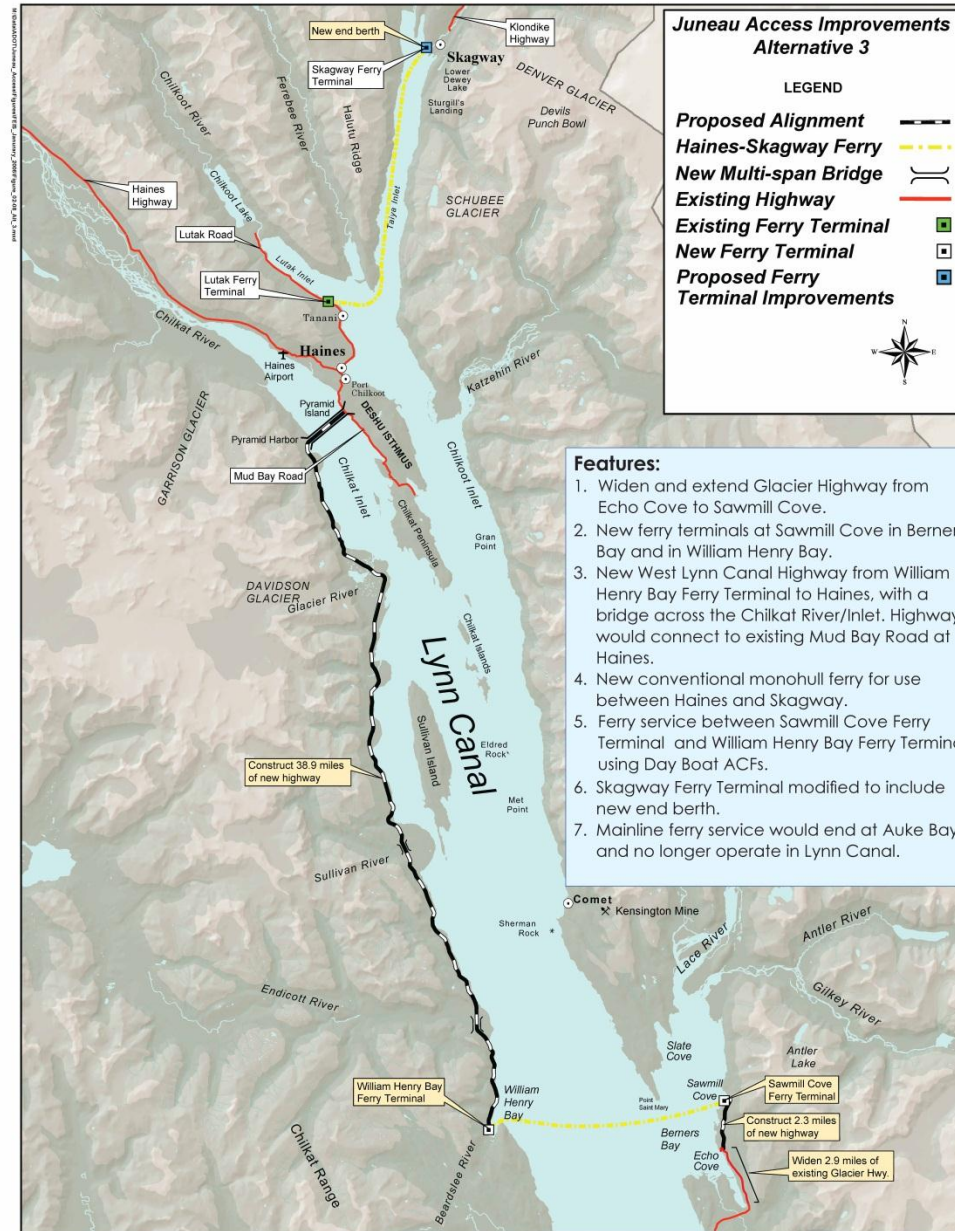 Juneau Access Improvements
Alternative 3
LEGEND
Proposed Alignment
Haines-Skagway Ferry
New Multi-span Bridge
Existing Highway
Existing Ferry Terminal
New Ferry Terminal
Proposed Ferry
Terminal Improvements
N
W
E
S
New end berth
Klondike
Highway
Skagway Ferry
Terminal
Skagway
Lower
Dewey
Lake
Sturgill's
Landing
DENVER GLACIER
Devils
Punch Bowl
Chilkoot River
Ferebee River
Halutu Ridge
Taiya Inlet
SCHUBEE
GLACIER
Haines
Highway
Chilkoot Lake
Lutak Road
Lutak Inlet
Lutak Ferry
Terminal
Tanani
Chilkat River
Haines
Haines
Airport
Port
Chilkoot
Katzehin River
Pyramid
Island
DESHU ISTHMUS
GARRISON GLACIER
Pyramid Harbor
Mud Bay Road
Chilkat Inlet
Chilkoot Inlet
Chilkat Peninsula
Gran
Point
DAVIDSON
GLACIER
Glacier River
Chilkat Islands
Lynn Canal
Sullivan Island
Eldred
Rock
Construct 38.9 miles
of new highway
Met
Point
Sullivan River
Features:
1. Widen and extend Glacier Highway from
Echo Cove to Sawmill Cove.
2. New ferry terminals at Sawmill Cove in Berner
Bay and in William Henry Bay.
3. New West Lynn Canal Highway from William
Henry Bay Ferry Terminal to Haines, with a
bridge across the Chilkat River/Inlet. Highway
would connect to existing Mud Bay Road at
Haines.
4. New conventional monohull ferry for use
between Haines and Skagway.
5. Ferry service between Sawmill Cove Ferry
Terminal and William Henry Bay Ferry Termina
using Day Boat ACFs.
6. Skagway Ferry Terminal modified to include
new end berth.
7. Mainline ferry service would end at Auke Bay
and no longer operate in Lynn Canal.
Comet
Kensington Mine
Sherman
Rock
Lace River
Antler River
Gilkey River
Endicott River
Slate
Cove
Antler
Lake
William Henry Bay
Ferry Terminal
William
Henry
Bay
Point
Saint Mary
Sawmill
Cove
Sawmill Cove
Ferry Terminal
Construct 2.3 miles
of new highway
Berners
Bay
Echo
Cove
Widen 2.9 miles of
existing Glacier Hwy.
Chilkat Range
Beardslee River